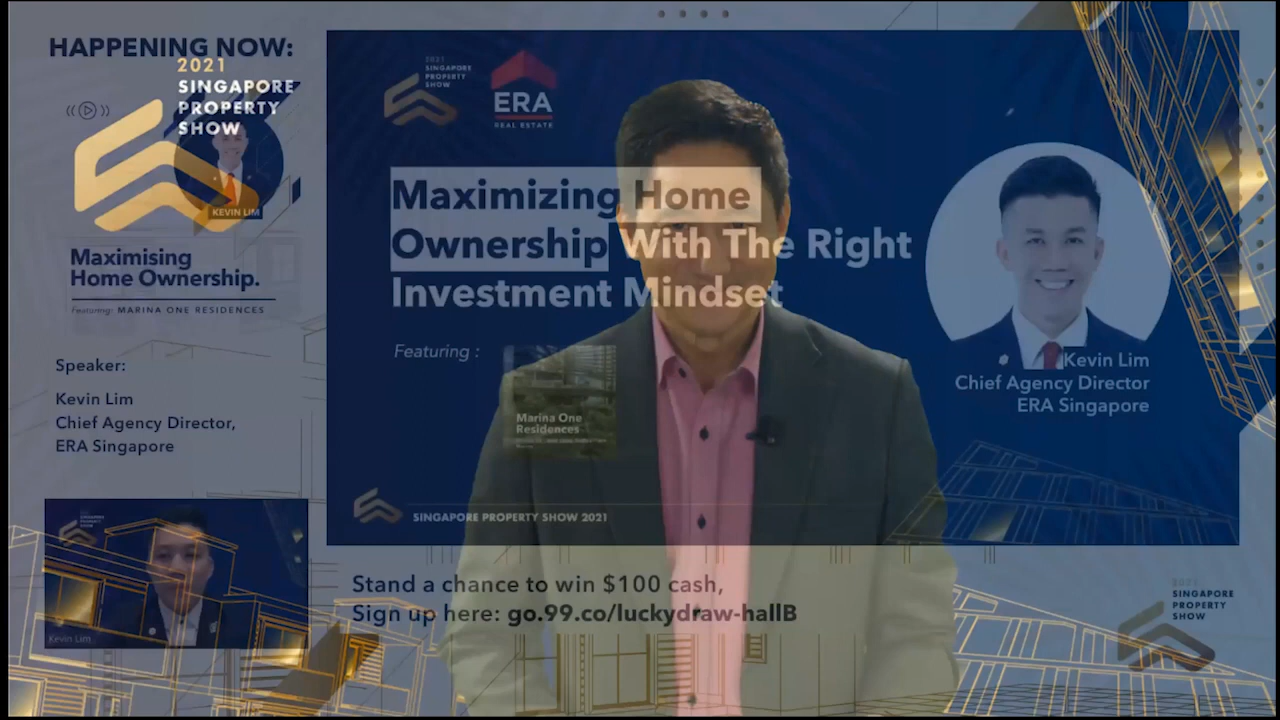 HAPPENING NOW:
2021
SINGAPORE
PROPERTY
SHOW
KEVIN LIM
Maximising
Home Ownership.
Featuring: MARINA ONE RESIDENCES
Speaker:
Kevin Lim
Chief Agency Director,
ERA Singapore
Kevin Lim
2021
SINGAPORE
PROPERTY
SHOW
ERA
REAL ESTATE
Maximizing Home
Ownership With The Right
Investment Mindset
Featuring :
Marina One
Residences
Kevin Lim
Chief Agency Director
ERA Singapore
SINGAPORE PROPERTY SHOW 2021
Stand a chance to win $100 cash,
Sign up here: go.99.co/luckydraw-hallB
2021
SINGAPORE
PROPERTY
SHOW